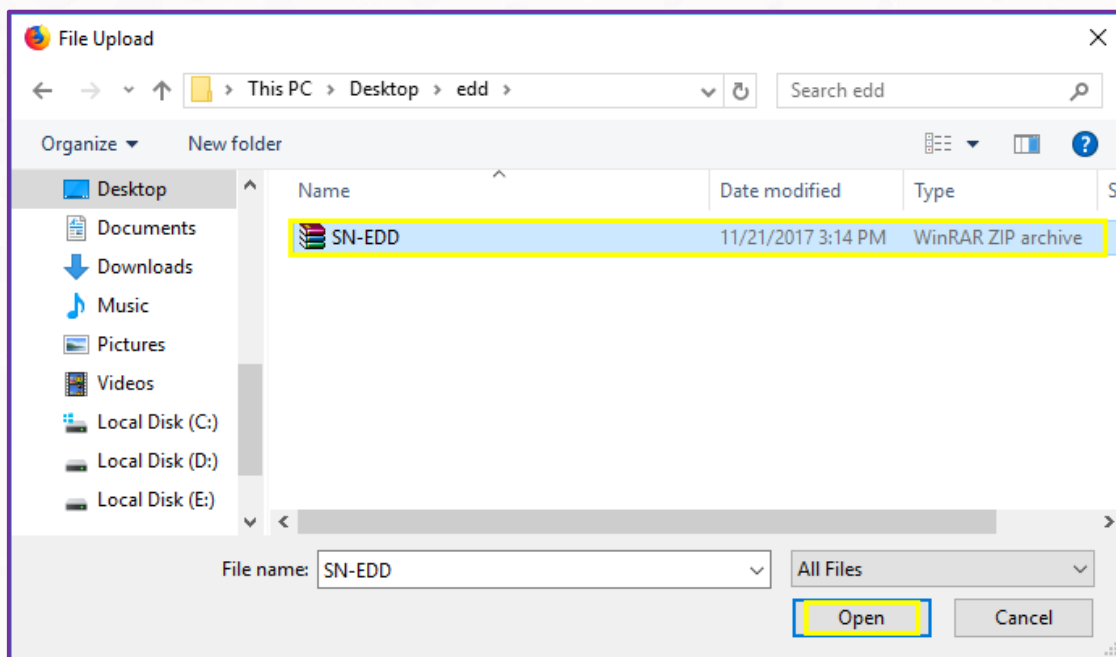 File Upload
This PC > Desktop > edd >
Search edd
Organize
New folder
Name
Date modified
Type
S
Desktop
Documents
Downloads
Music
Pictures
Videos
Local Disk (C:)
Local Disk (D:)
Local Disk (E:)
SN-EDD
11/21/2017 3:14 PM
WinRAR ZIP archive
File name:
SN-EDD
All Files
Open
Cancel